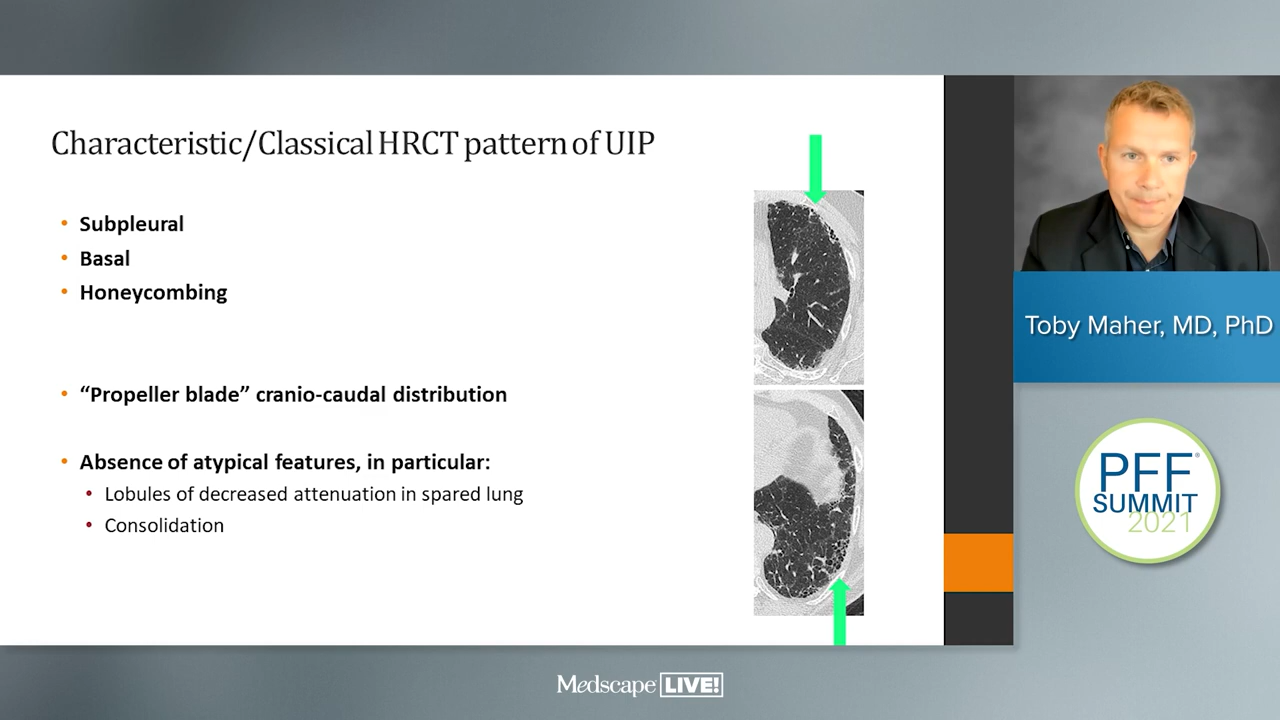 Characteristic/Classical HRCT pattern of UIP
• Subpleural
• Basal
• Honeycombing
• “Propeller blade” cranio-caudal distribution
• Absence of atypical features, in particular:
• Lobules of decreased attenuation in spared lung
• Consolidation
Toby Maher, MD, PhD
PFF®
SUMMIT
2021
Medscape LIVE!